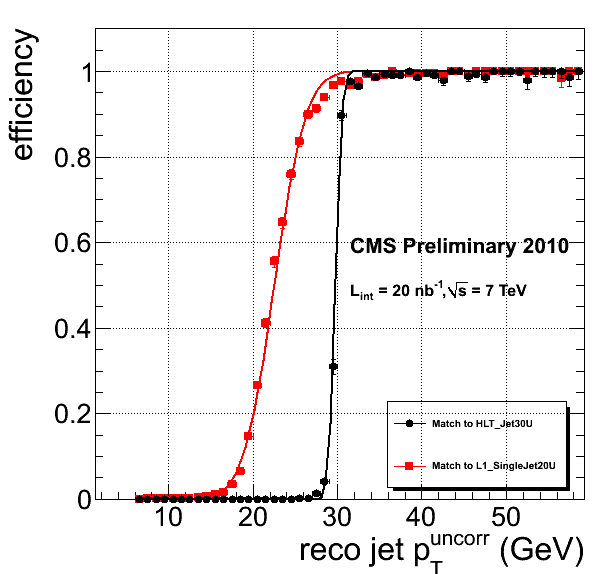 efficiency
1
0.8
0.6
0.4
0.2
0
CMS Preliminary 2010
L_int = 20 nb^-1, √s = 7 TeV
Match to HLT_Jet30U
Match to L1_SingleJet20U
10 20 30 40 50
reco jet p_T^uncorr (GeV)